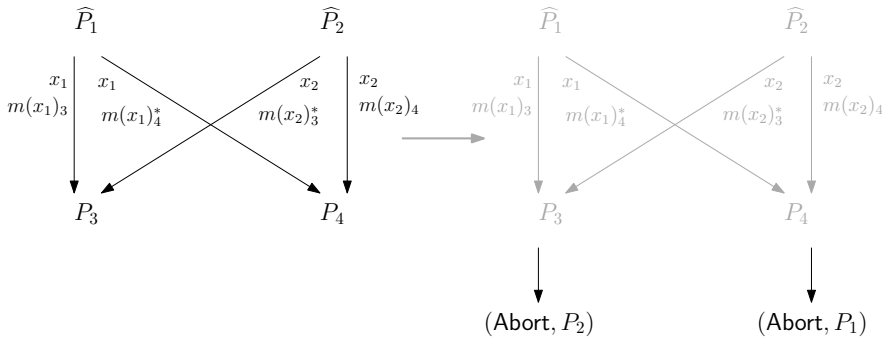 P̂₁ P̂₂ P̂₁ P̂₂
x₁ x₁ x₂ x₂ x₁ x₁ x₂ x₂
m(x₁)₃ m(x₁)₄* m(x₂)₃* m(x₂)₄ m(x₁)₃ m(x₁)₄* m(x₂)₃* m(x₂)₄
P₃ P₄ P₃ P₄
(Abort, P₂) (Abort, P₁)